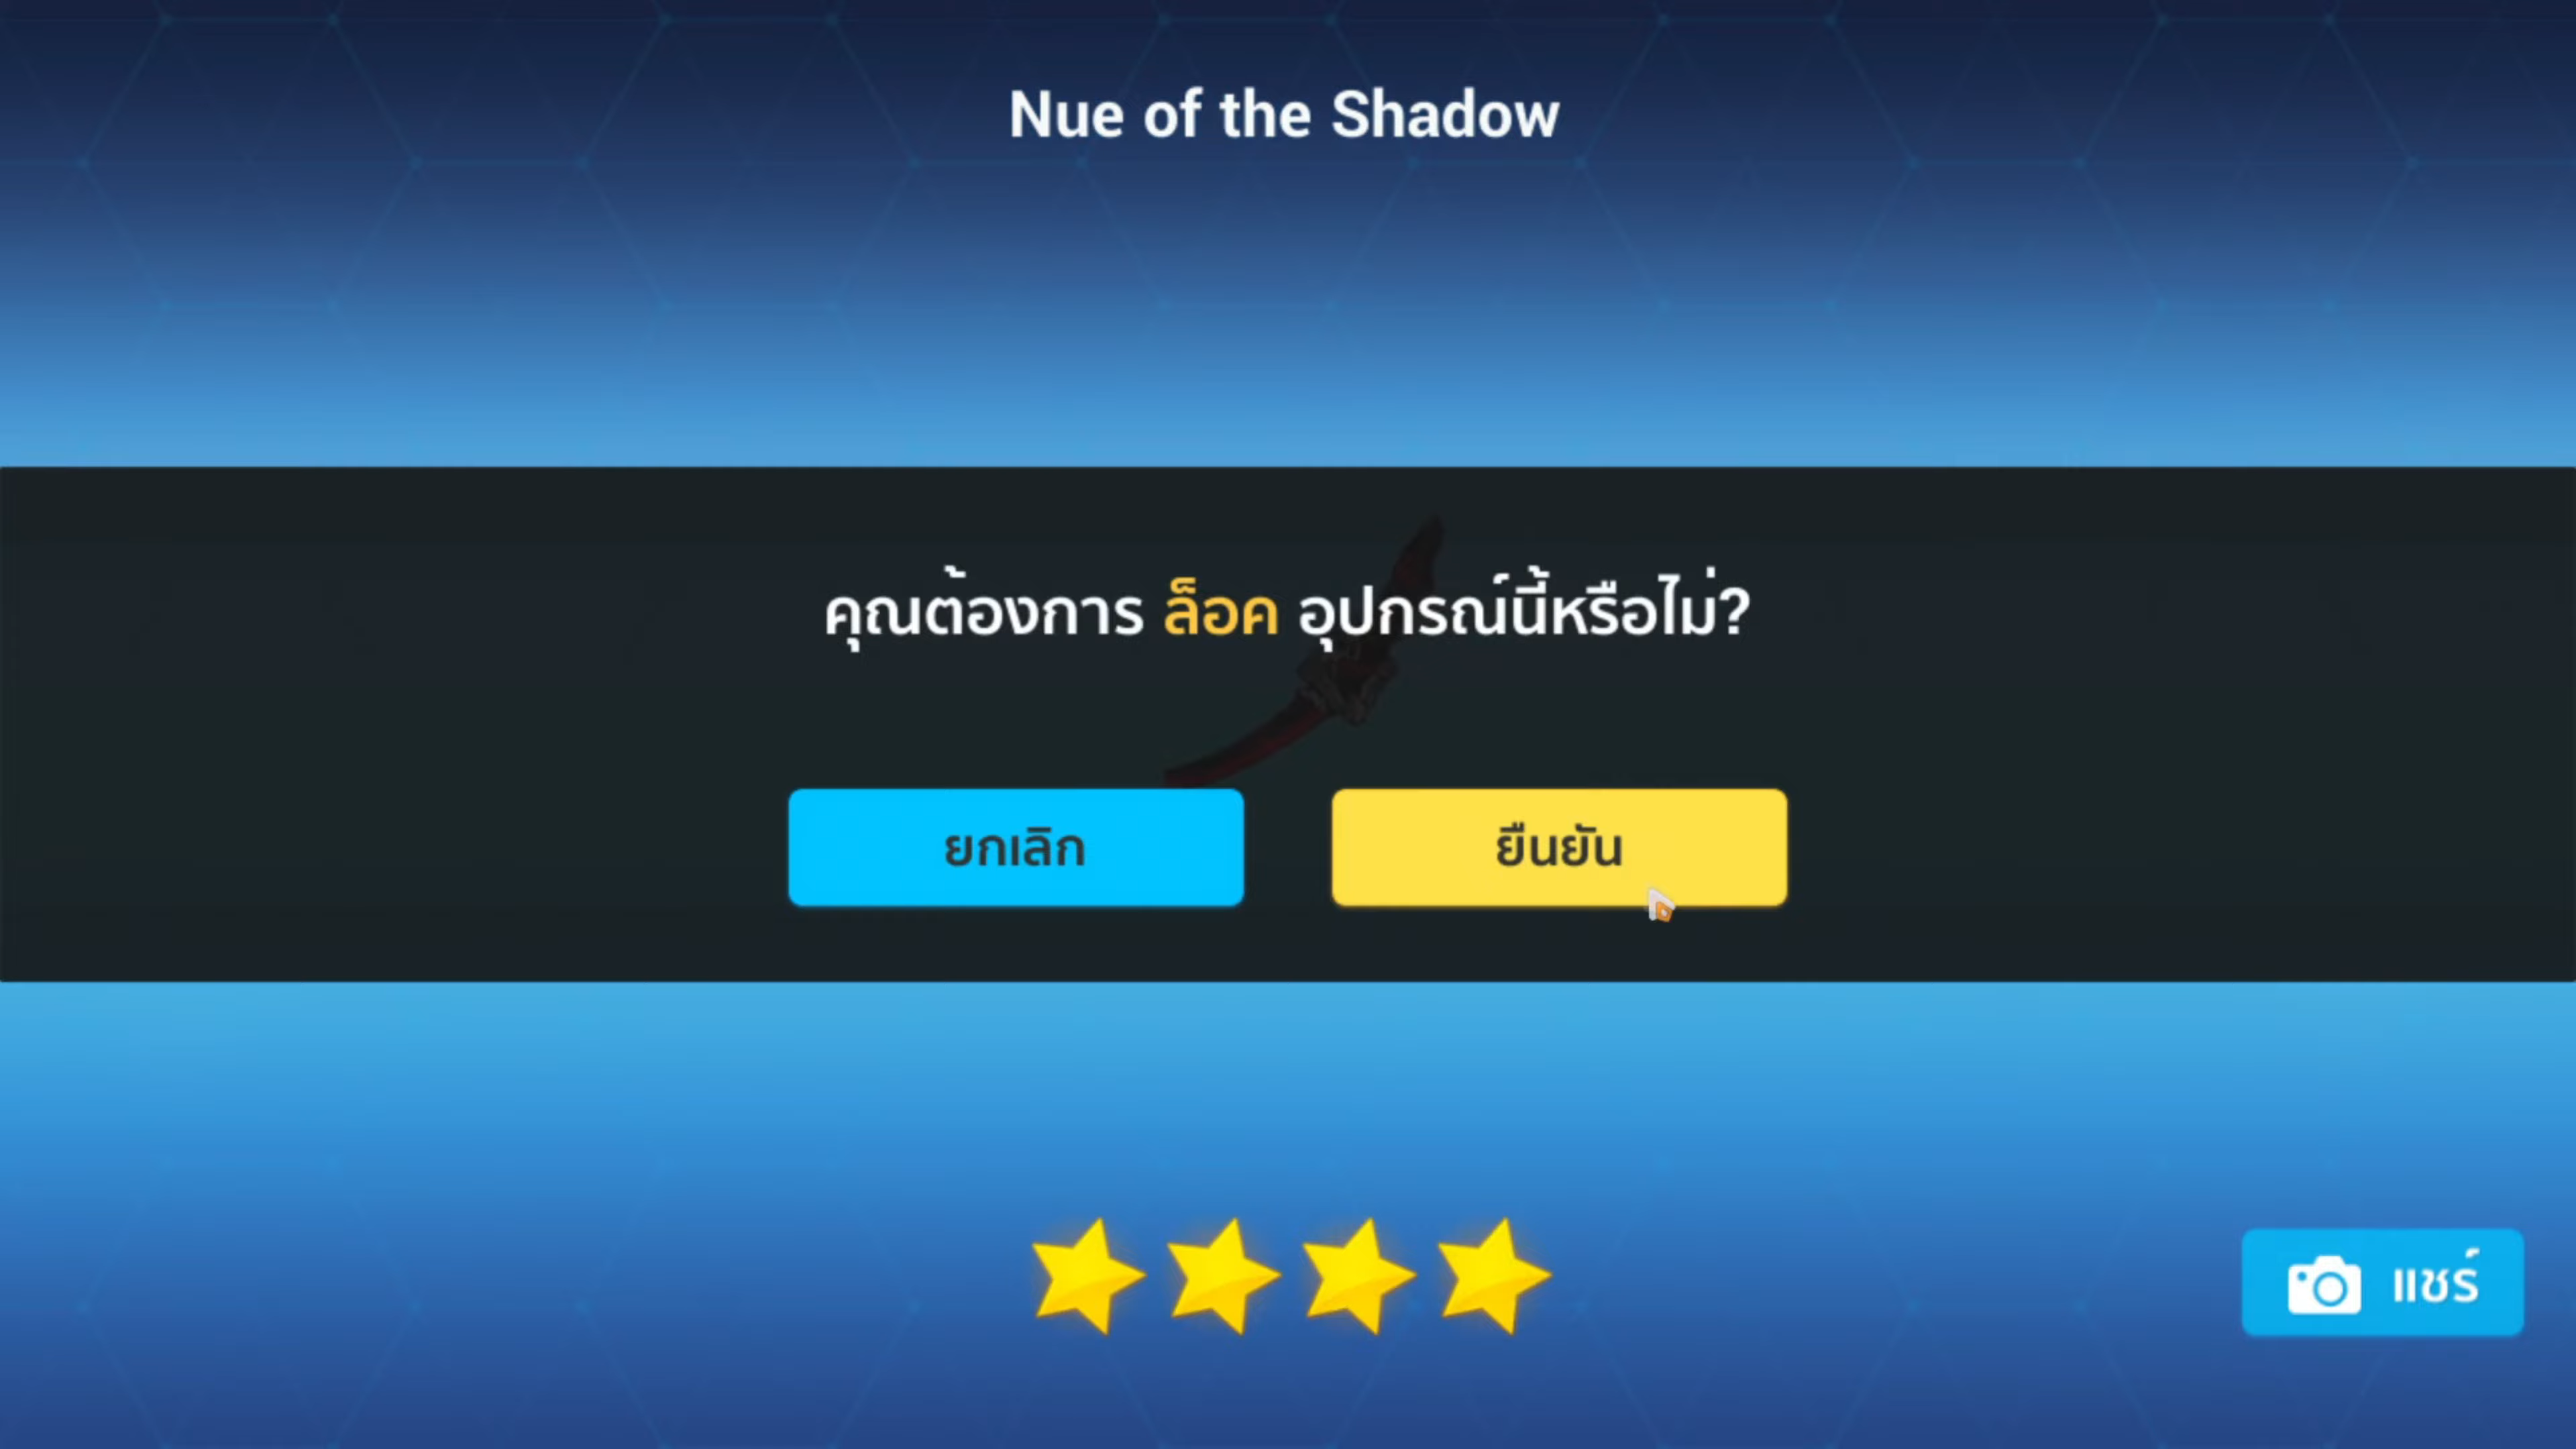 Nue of the Shadow
คุณต้องการ ล็อค อุปกรณ์นี้หรือไม่?
ยกเลิก
ยืนยัน
แชร์